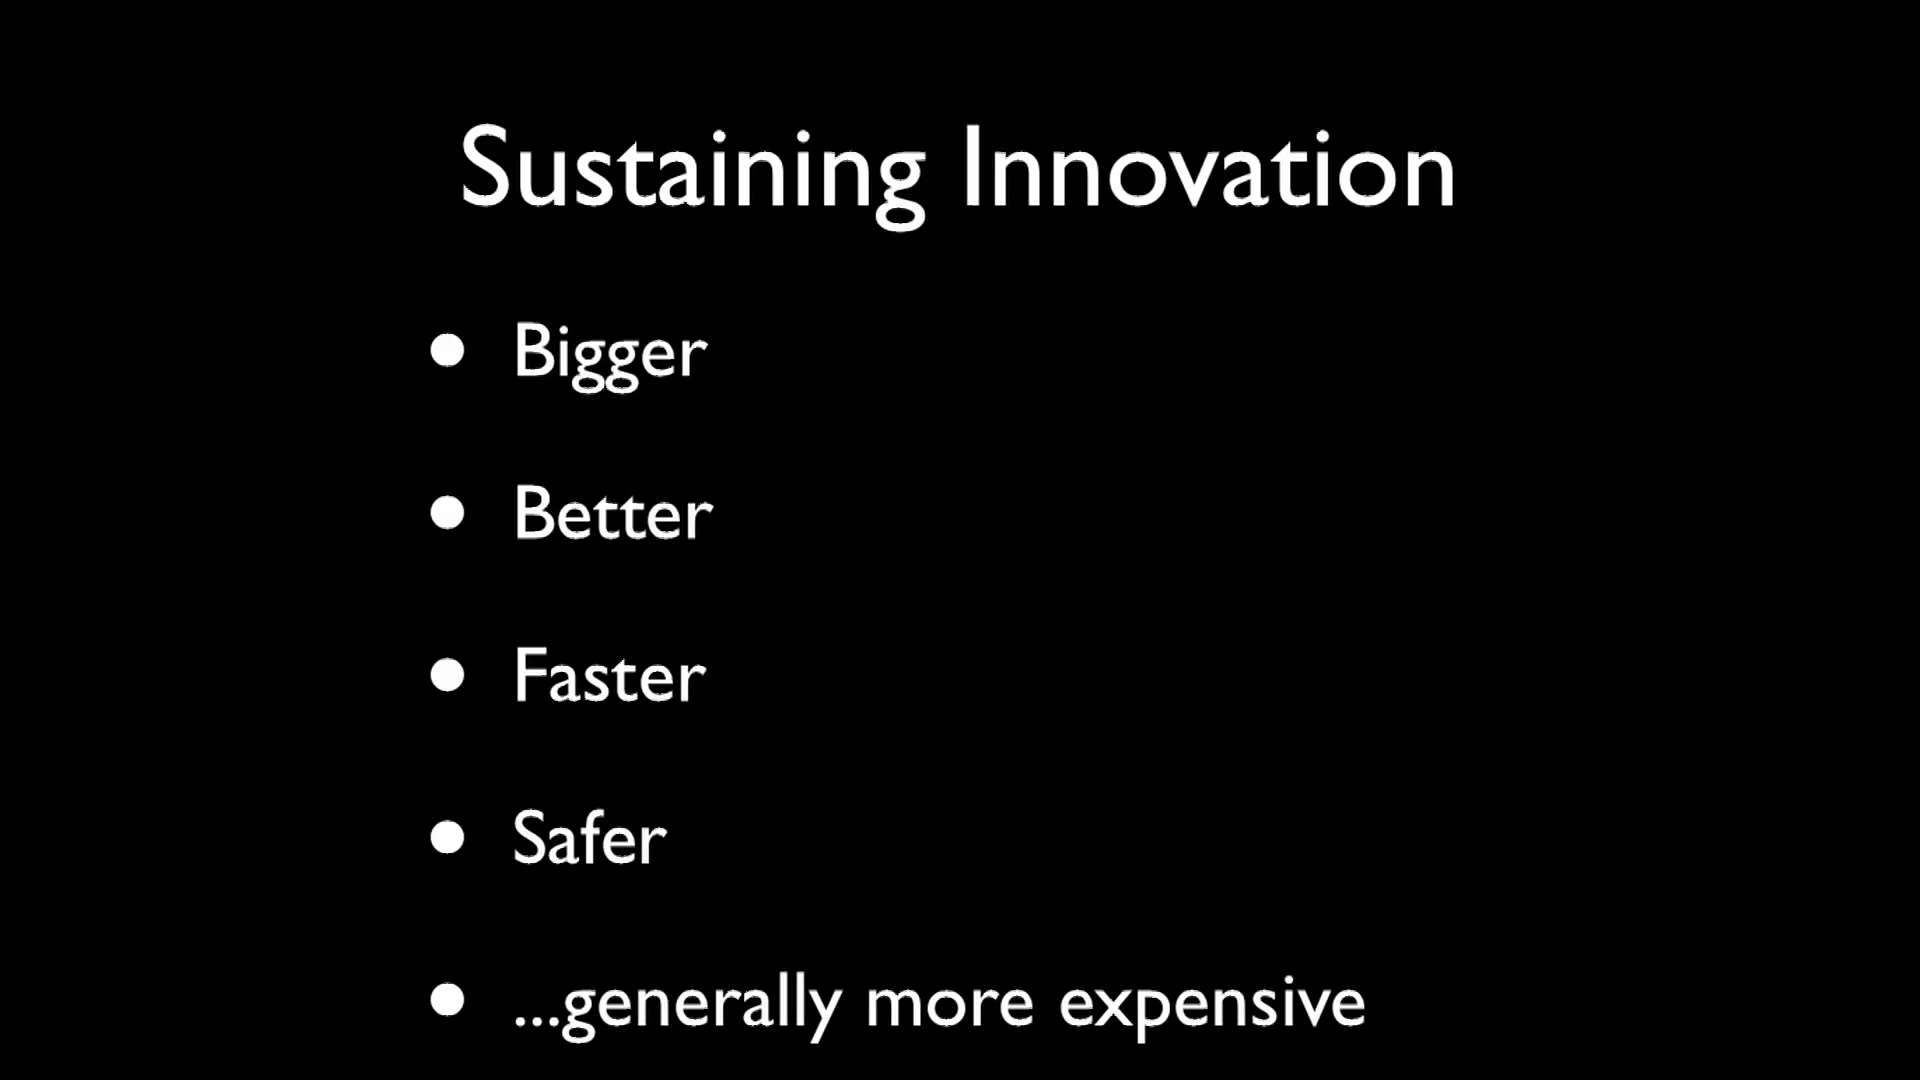 Sustaining Innovation
• Bigger
• Better
• Faster
• Safer
• ...generally more expensive